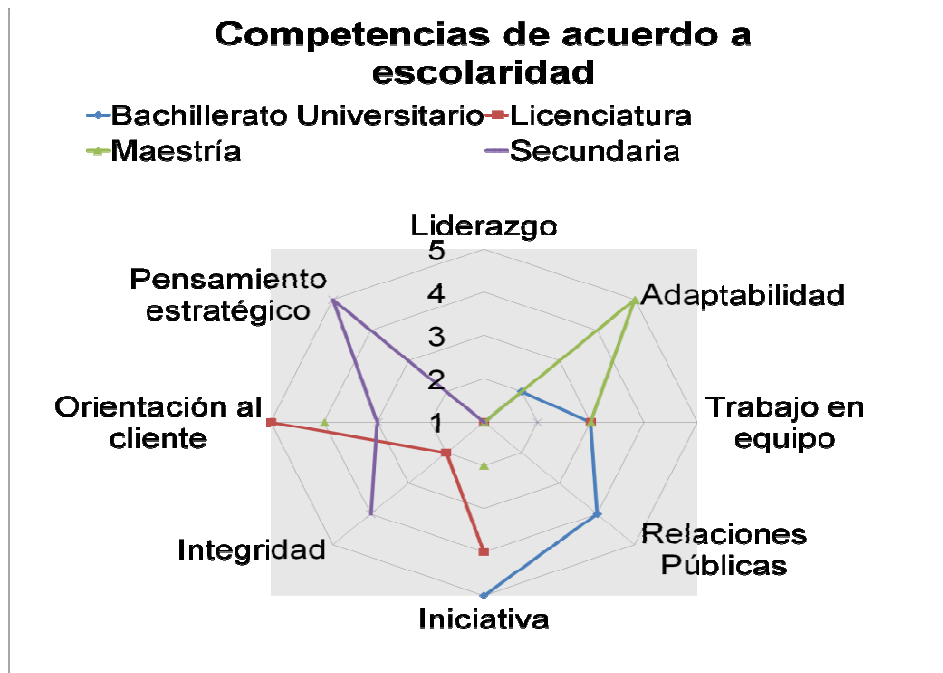 Competencias de acuerdo a
escolaridad
Bachillerato Universitario
Licenciatura
Maestría
Secundaria
Liderazgo
5
Pensamiento
estratégico
Adaptabilidad
4
3
2
Orientación al
cliente
1
Trabajo en
equipo
Integridad
Relaciones
Públicas
Iniciativa